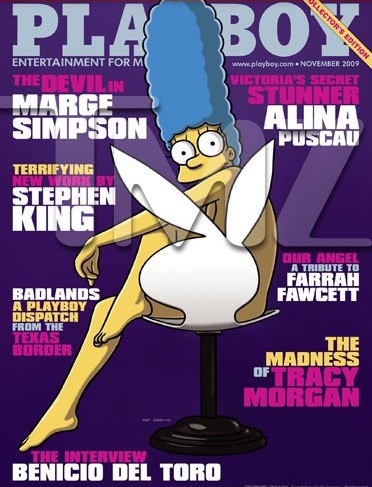 COLLECTOR'S EDITION
PLAYBOY
ENTERTAINMENT FOR M
www.playboy.com • NOVEMBER 2009
THE DEVIL IN
MARGE
SIMPSON
VICTORIA'S SECRET
STUNNER
ALINA
PUSCAU
TERRIFYING
NEW WORK BY
STEPHEN
KING
TMZ
OUR ANGEL
A TRIBUTE TO
FARRAH
FAWCETT
BADLANDS
A PLAYBOY
DISPATCH
FROM THE
TEXAS
BORDER
THE
MADNESS
OF TRACY
MORGAN
THE INTERVIEW
BENICIO DEL TORO